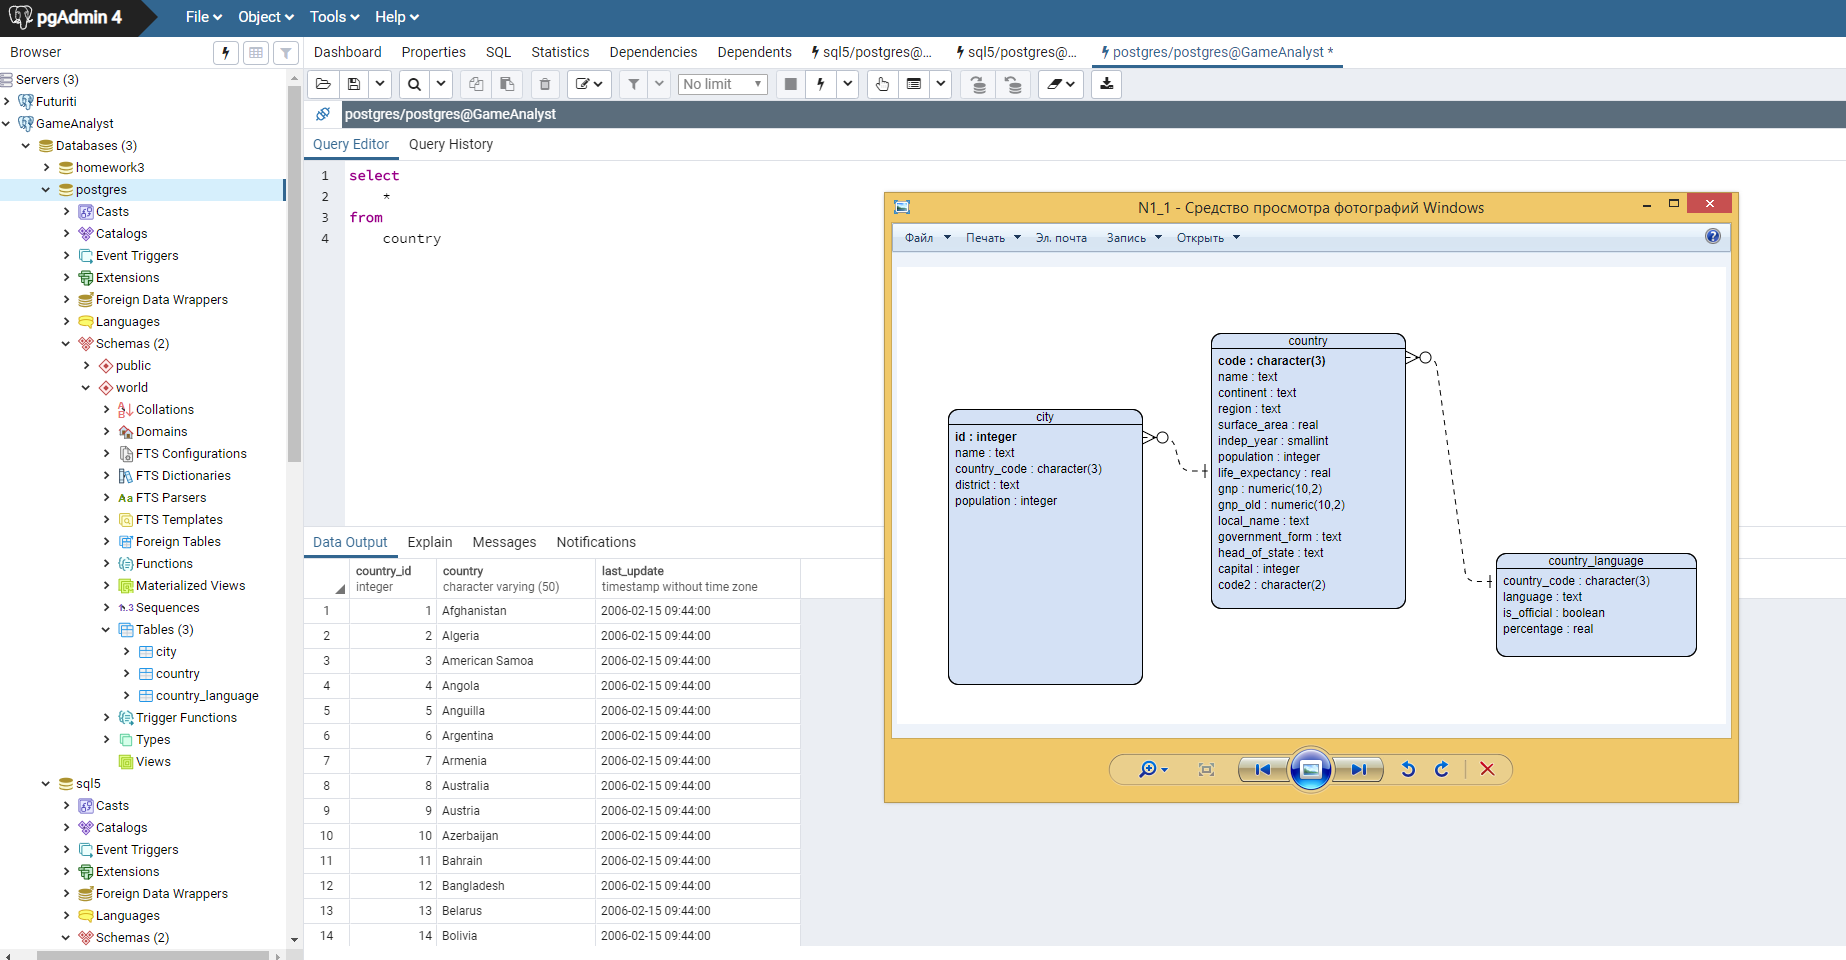 pgAdmin 4 File Object Tools Help
Browser
Dashboard Properties SQL Statistics Dependencies Dependents sql5/postgres@... sql5/postgres@... postgres/postgres@GameAnalyst *
No limit
postgres/postgres@GameAnalyst
Query Editor Query History
1 select
2 *
3 from
4 country
Servers (3)
Futuriti
GameAnalyst
Databases (3)
homework3
postgres
Casts
Catalogs
Event Triggers
Extensions
Foreign Data Wrappers
Languages
Schemas (2)
public
world
Collations
Domains
FTS Configurations
FTS Dictionaries
FTS Parsers
FTS Templates
Foreign Tables
Functions
Materialized Views
Sequences
Tables (3)
city
country
country_language
Trigger Functions
Types
Views
sql5
Casts
Catalogs
Event Triggers
Extensions
Foreign Data Wrappers
Languages
Schemas (2)
Data Output Explain Messages Notifications
country_id country last_update
integer character varying (50) timestamp without time zone
1 1 Afghanistan 2006-02-15 09:44:00
2 2 Algeria 2006-02-15 09:44:00
3 3 American Samoa 2006-02-15 09:44:00
4 4 Angola 2006-02-15 09:44:00
5 5 Anguilla 2006-02-15 09:44:00
6 6 Argentina 2006-02-15 09:44:00
7 7 Armenia 2006-02-15 09:44:00
8 8 Australia 2006-02-15 09:44:00
9 9 Austria 2006-02-15 09:44:00
10 10 Azerbaijan 2006-02-15 09:44:00
11 11 Bahrain 2006-02-15 09:44:00
12 12 Bangladesh 2006-02-15 09:44:00
13 13 Belarus 2006-02-15 09:44:00
14 14 Bolivia 2006-02-15 09:44:00
N1_1 - Средство просмотра фотографий Windows
Файл Печать Эл. почта Запись Открыть
city
id : integer
name : text
country_code : character(3)
district : text
population : integer
country
code : character(3)
name : text
continent : text
region : text
surface_area : real
indep_year : smallint
population : integer
life_expectancy : real
gnp : numeric(10,2)
gnp_old : numeric(10,2)
local_name : text
government_form : text
head_of_state : text
capital : integer
code2 : character(2)
country_language
country_code : character(3)
language : text
is_official : boolean
percentage : real